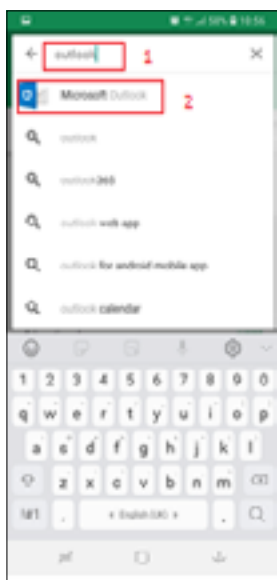 50% 10:56
outlook 1
Microsoft Outlook 2
outlook
outlook365
outlook web app
outlook for android mobile app
outlook calendar
1 2 3 4 5 6 7 8 9 0
q w e r t y u i o p
a s d f g h j k l
z x c v b n m
!#1 . English (UK) .